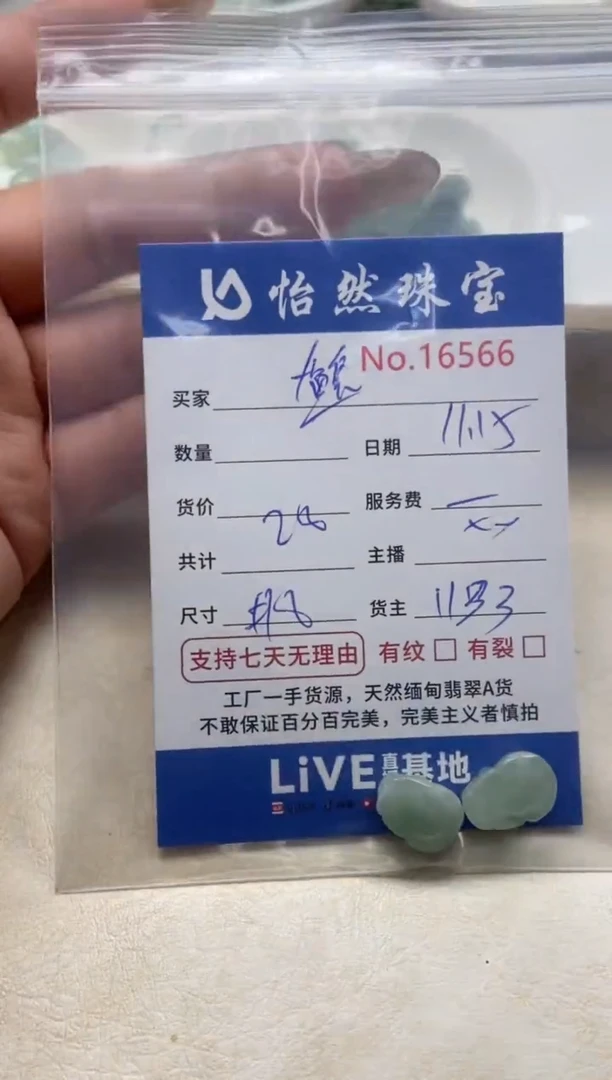 怡然珠宝
No.16566
买家
数量 日期 11.15
货价 服务费
共计 主播
尺寸 货主
支持七天无理由 有纹 有裂
工厂一手货源，天然缅甸翡翠A货
不敢保证百分百完美，完美主义者慎拍
LiVE 基地